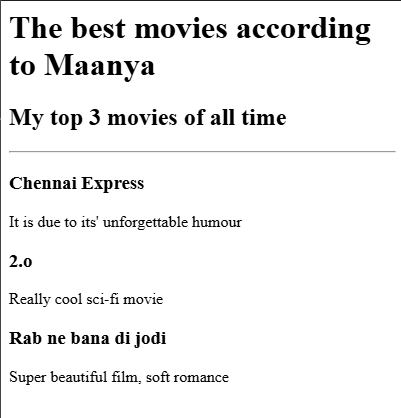 The best movies according
to Maanya
My top 3 movies of all time
Chennai Express
It is due to its' unforgettable humour
2.o
Really cool sci-fi movie
Rab ne bana di jodi
Super beautiful film, soft romance